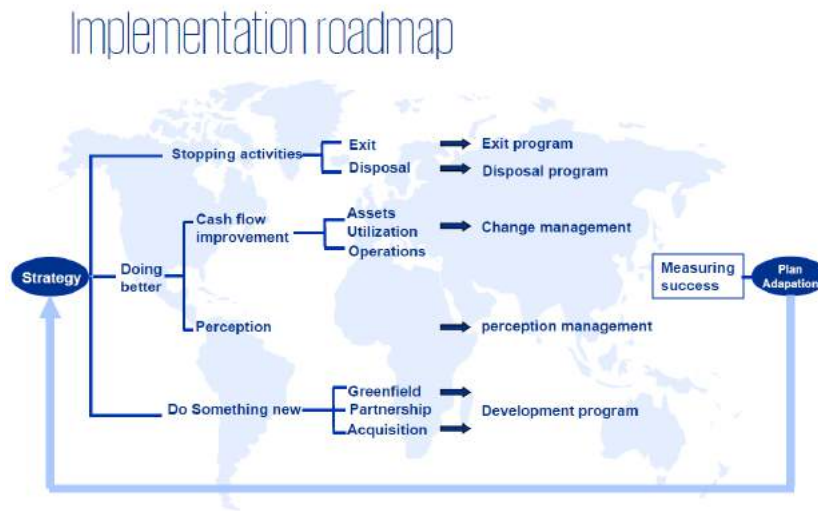 Implementation roadmap
Exit
Exit program
Stopping activities
Disposal
Disposal program
Cash flow
improvement
Assets
Utilization
Operations
Change management
Strategy
Doing
better
Measuring
success
Plan
Adapation
Perception
perception management
Greenfield
Do Something new
Partnership
Development program
Acquisition